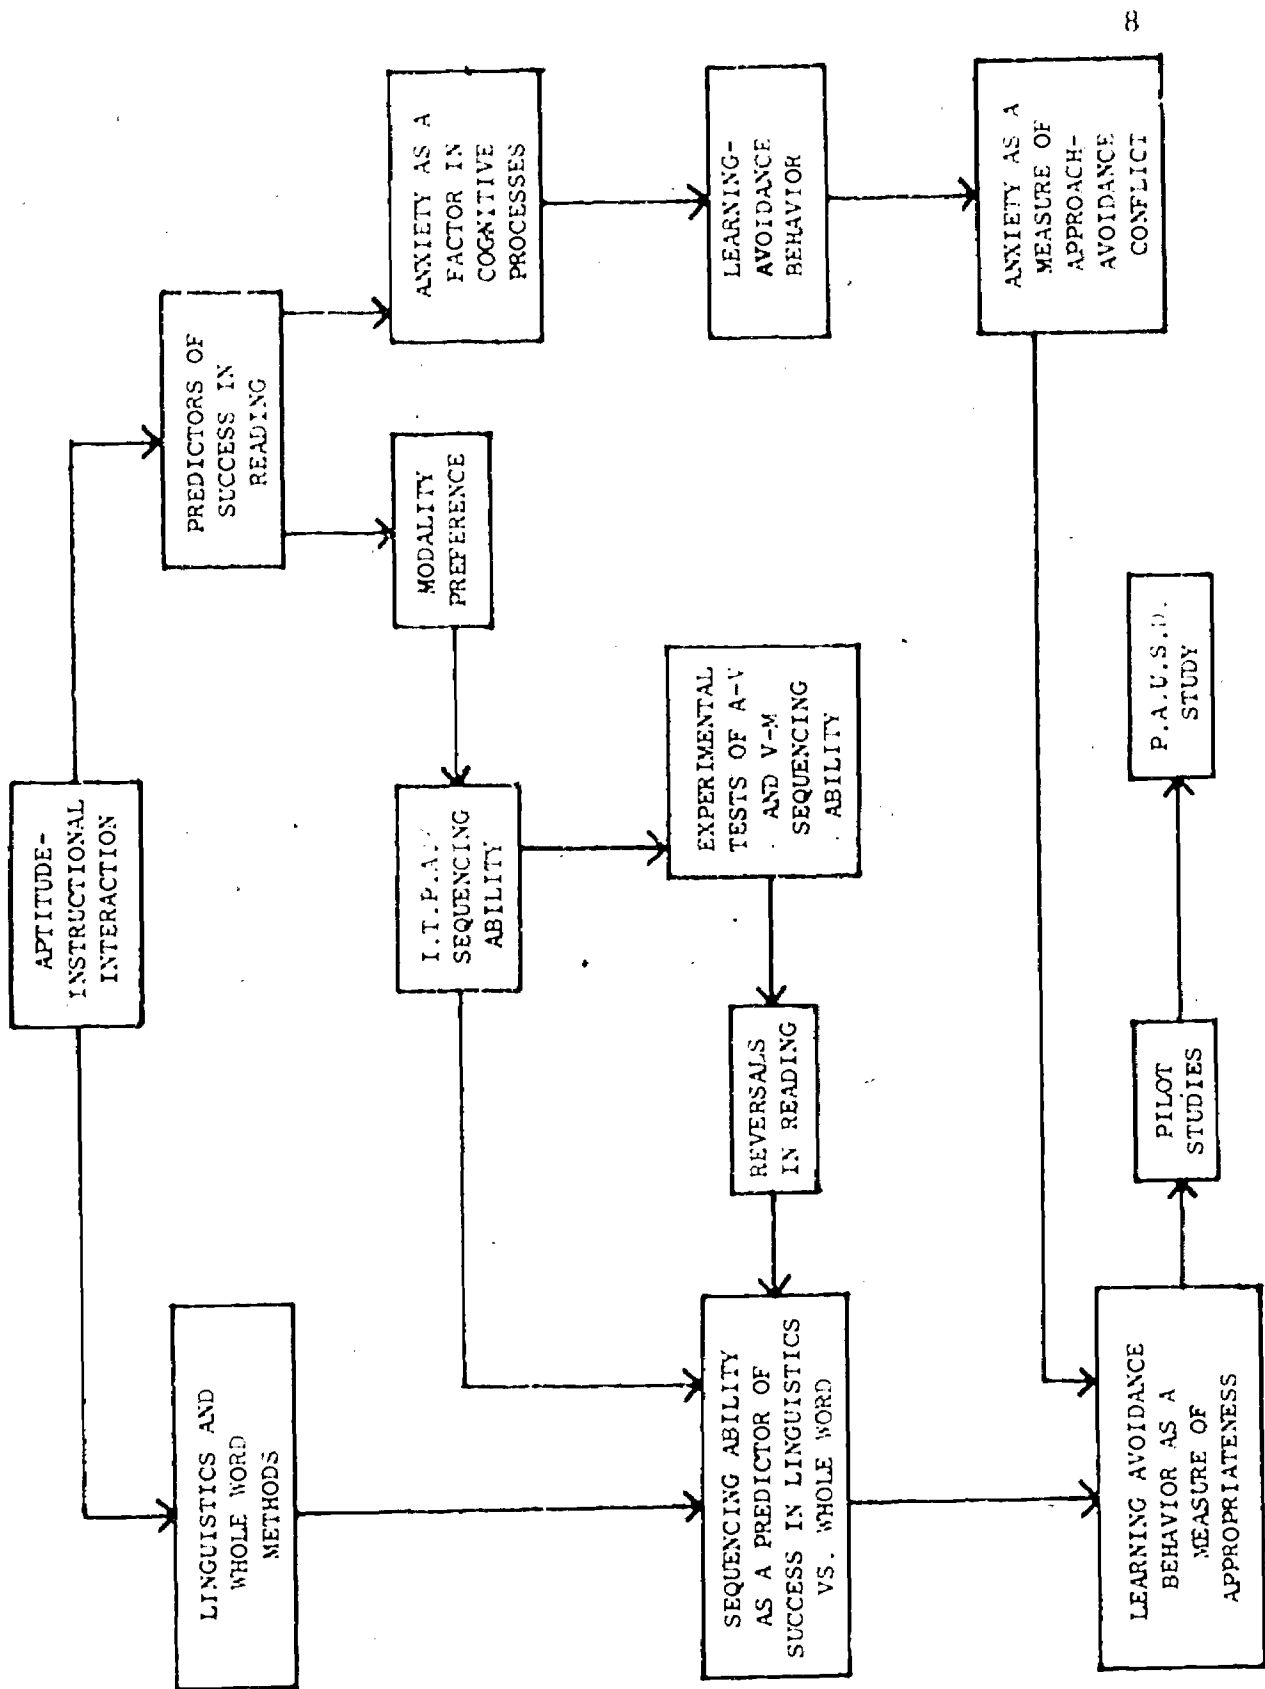 8
APTITUDE-
INSTRUCTIONAL
INTERACTION
LINGUISTICS AND
WHOLE WORD
METHODS
PREDICTORS OF
SUCCESS IN
READING
MODALITY
PREFERENCE
ANXIETY AS A
FACTOR IN
COGNITIVE
PROCESSES
I.T.P.A.
SEQUENCING
ABILITY
LEARNING-
AVOIDANCE
BEHAVIOR
EXPERIMENTAL
TESTS OF A-V
AND V-M
SEQUENCING
ABILITY
REVERSALS
IN READING
SEQUENCING ABILITY
AS A PREDICTOR OF
SUCCESS IN LINGUISTICS
VS. WHOLE WORD
ANXIETY AS A
MEASURE OF
APPROACH-
AVOIDANCE
CONFLICT
LEARNING AVOIDANCE
BEHAVIOR AS A
MEASURE OF
APPROPRIATENESS
PILOT
STUDIES
P.A.U.S.D.
STUDY